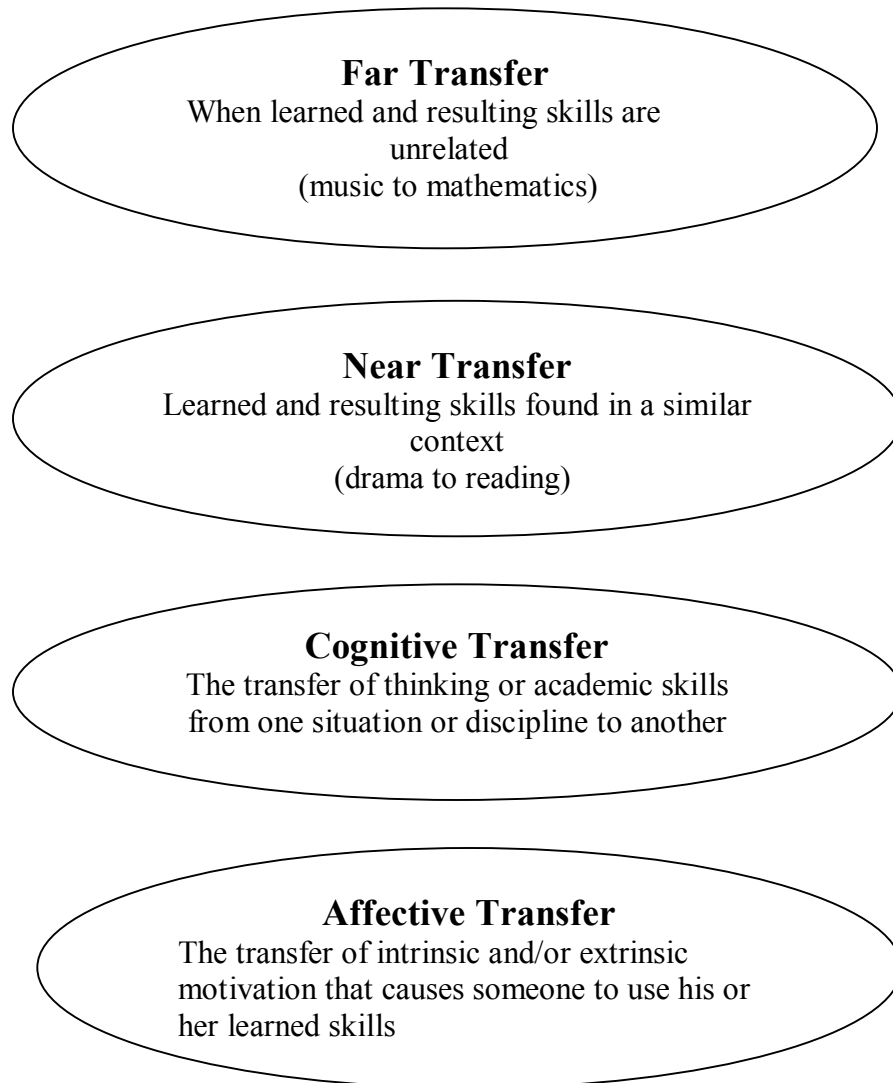 Far Transfer
When learned and resulting skills are
unrelated
(music to mathematics)
Near Transfer
Learned and resulting skills found in a similar
context
(drama to reading)
Cognitive Transfer
The transfer of thinking or academic skills
from one situation or discipline to another
Affective Transfer
The transfer of intrinsic and/or extrinsic
motivation that causes someone to use his or
her learned skills